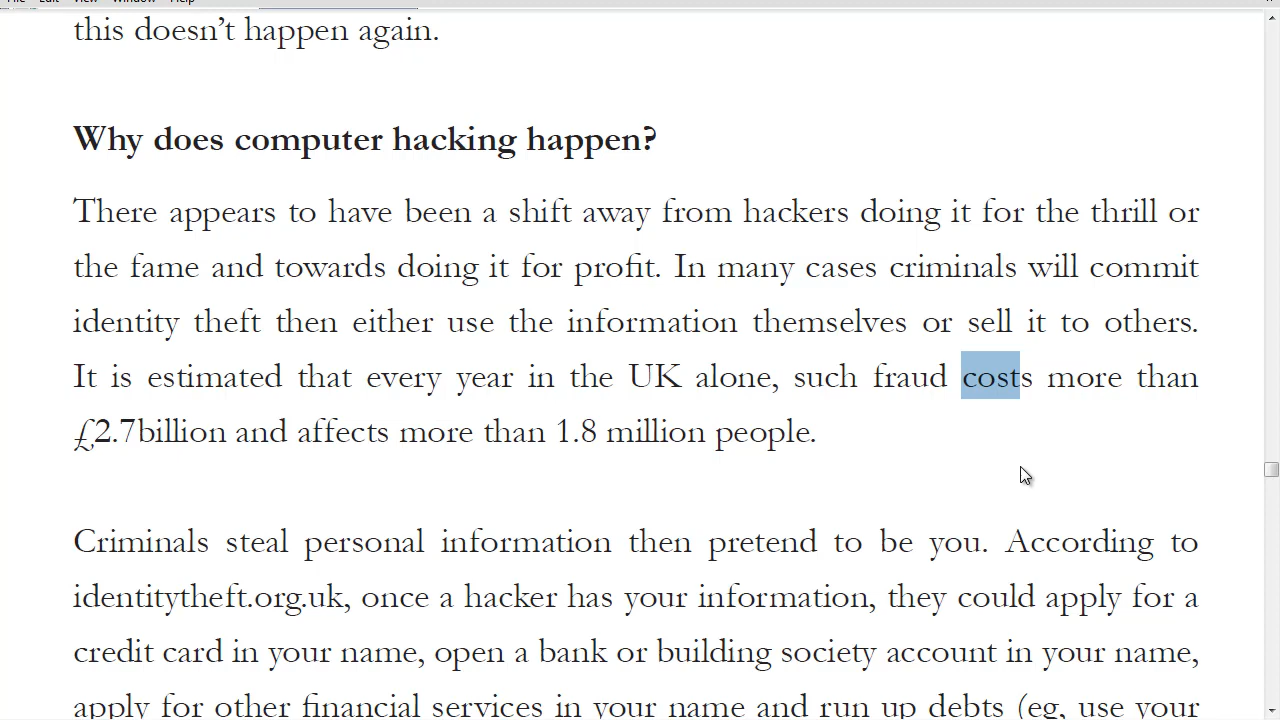 File Edit View Window Help
this doesn't happen again.
Why does computer hacking happen?
There appears to have been a shift away from hackers doing it for the thrill or
the fame and towards doing it for profit. In many cases criminals will commit
identity theft then either use the information themselves or sell it to others.
It is estimated that every year in the UK alone, such fraud costs more than
£2.7billion and affects more than 1.8 million people.
Criminals steal personal information then pretend to be you. According to
identitytheft.org.uk, once a hacker has your information, they could apply for a
credit card in your name, open a bank or building society account in your name,
apply for other financial services in your name and run up debts (eg, use your